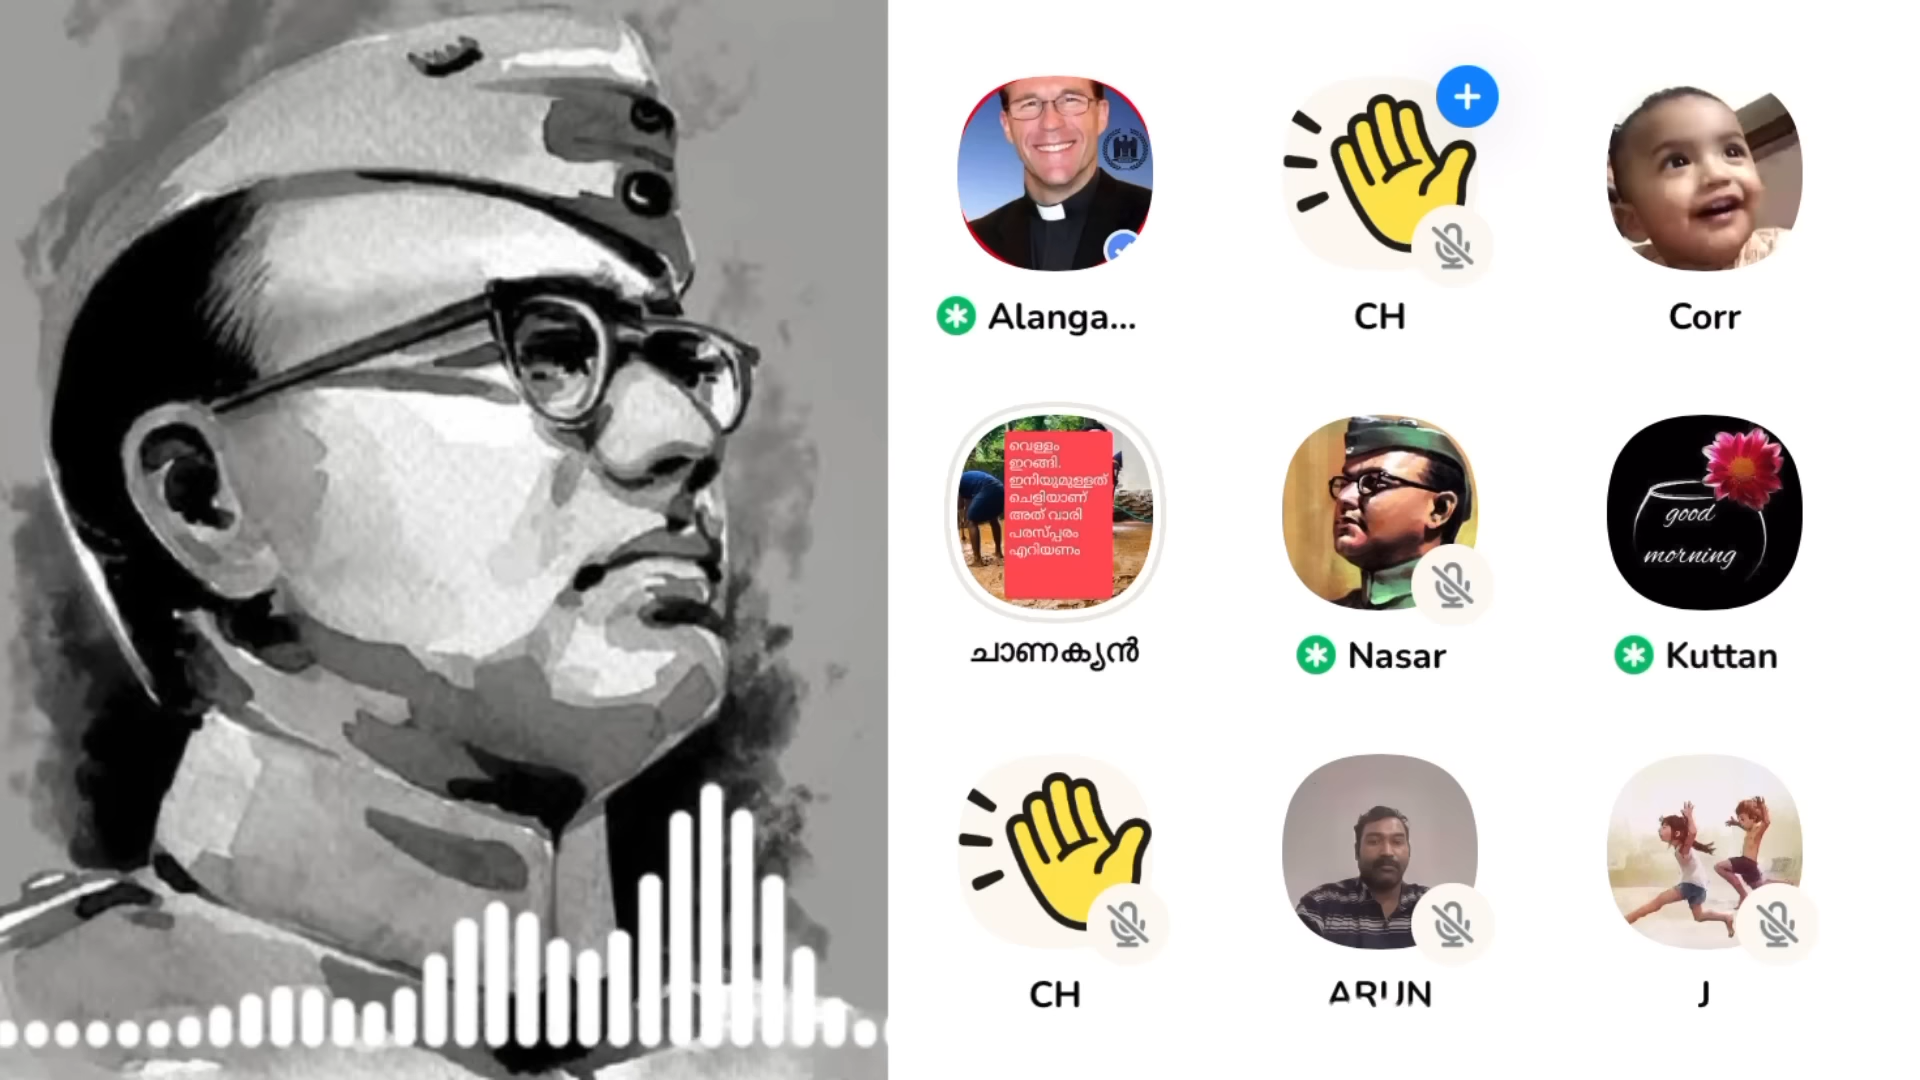 Alanga...
CH
Corr
വെള്ളം
ഇറങ്ങി.
ഇനിയുമുള്ളത്
ചെളിയാണ്
അത് വാരി
പരസ്പ്പരം
എറിയണം
good
morning
ചാണക്യൻ
Nasar
Kuttan
CH
ARUN
J